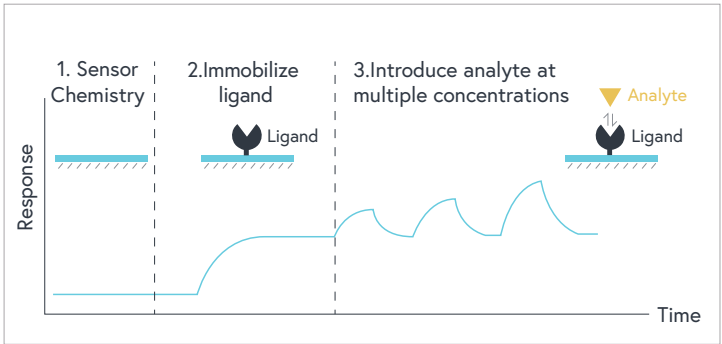 1. Sensor
Chemistry
2.Immobilize
ligand
3.Introduce analyte at
multiple concentrations
Analyte
Ligand
Ligand
Response
Time